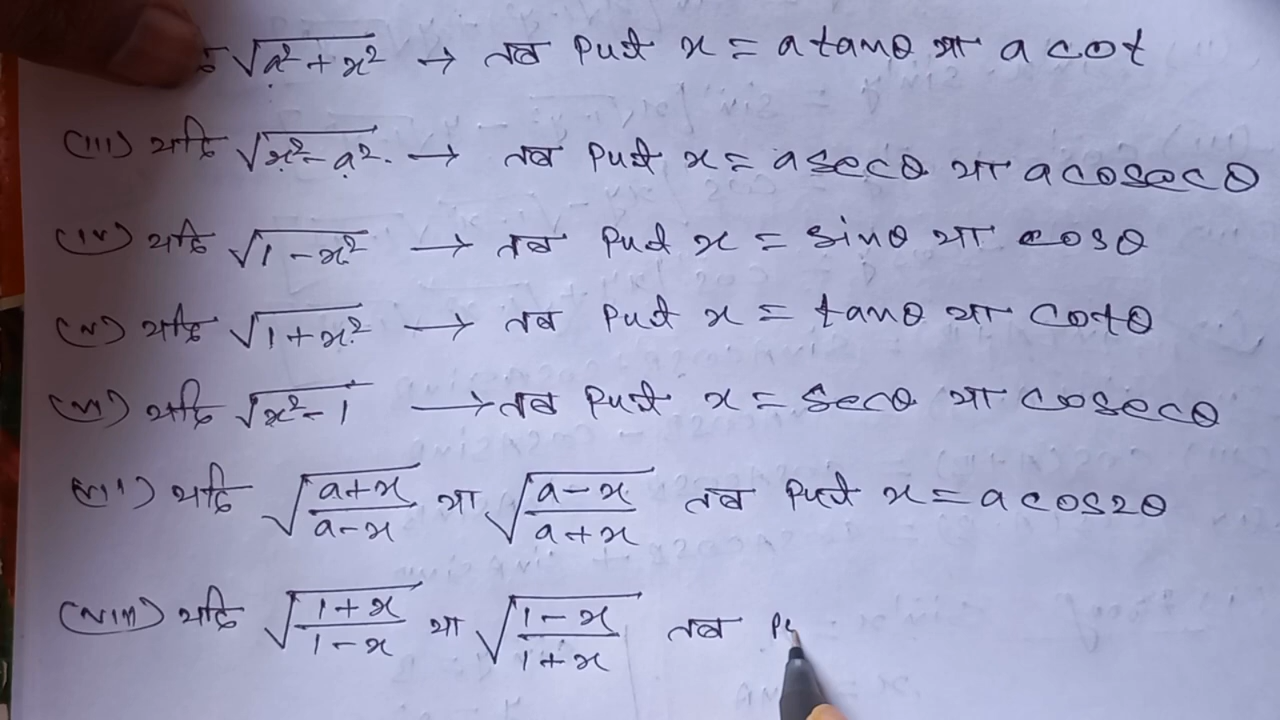 √(a²+x²) → तब Put x = a tanθ या a cot
(iii) यदि √(x²-a²) → तब Put x = a secθ या a cosecθ
(iv) यदि √(1-x²) → तब Put x = sinθ या cosθ
(v) यदि √(1+x²) → तब Put x = tanθ या cotθ
(vi) यदि √(x²-1) → तब Put x = secθ या cosecθ
(vii) यदि √((a+x)/(a-x)) या √((a-x)/(a+x)) तब Put x = a cos2θ
(viii) यदि √((1+x)/(1-x)) या √((1-x)/(1+x)) तब Pu